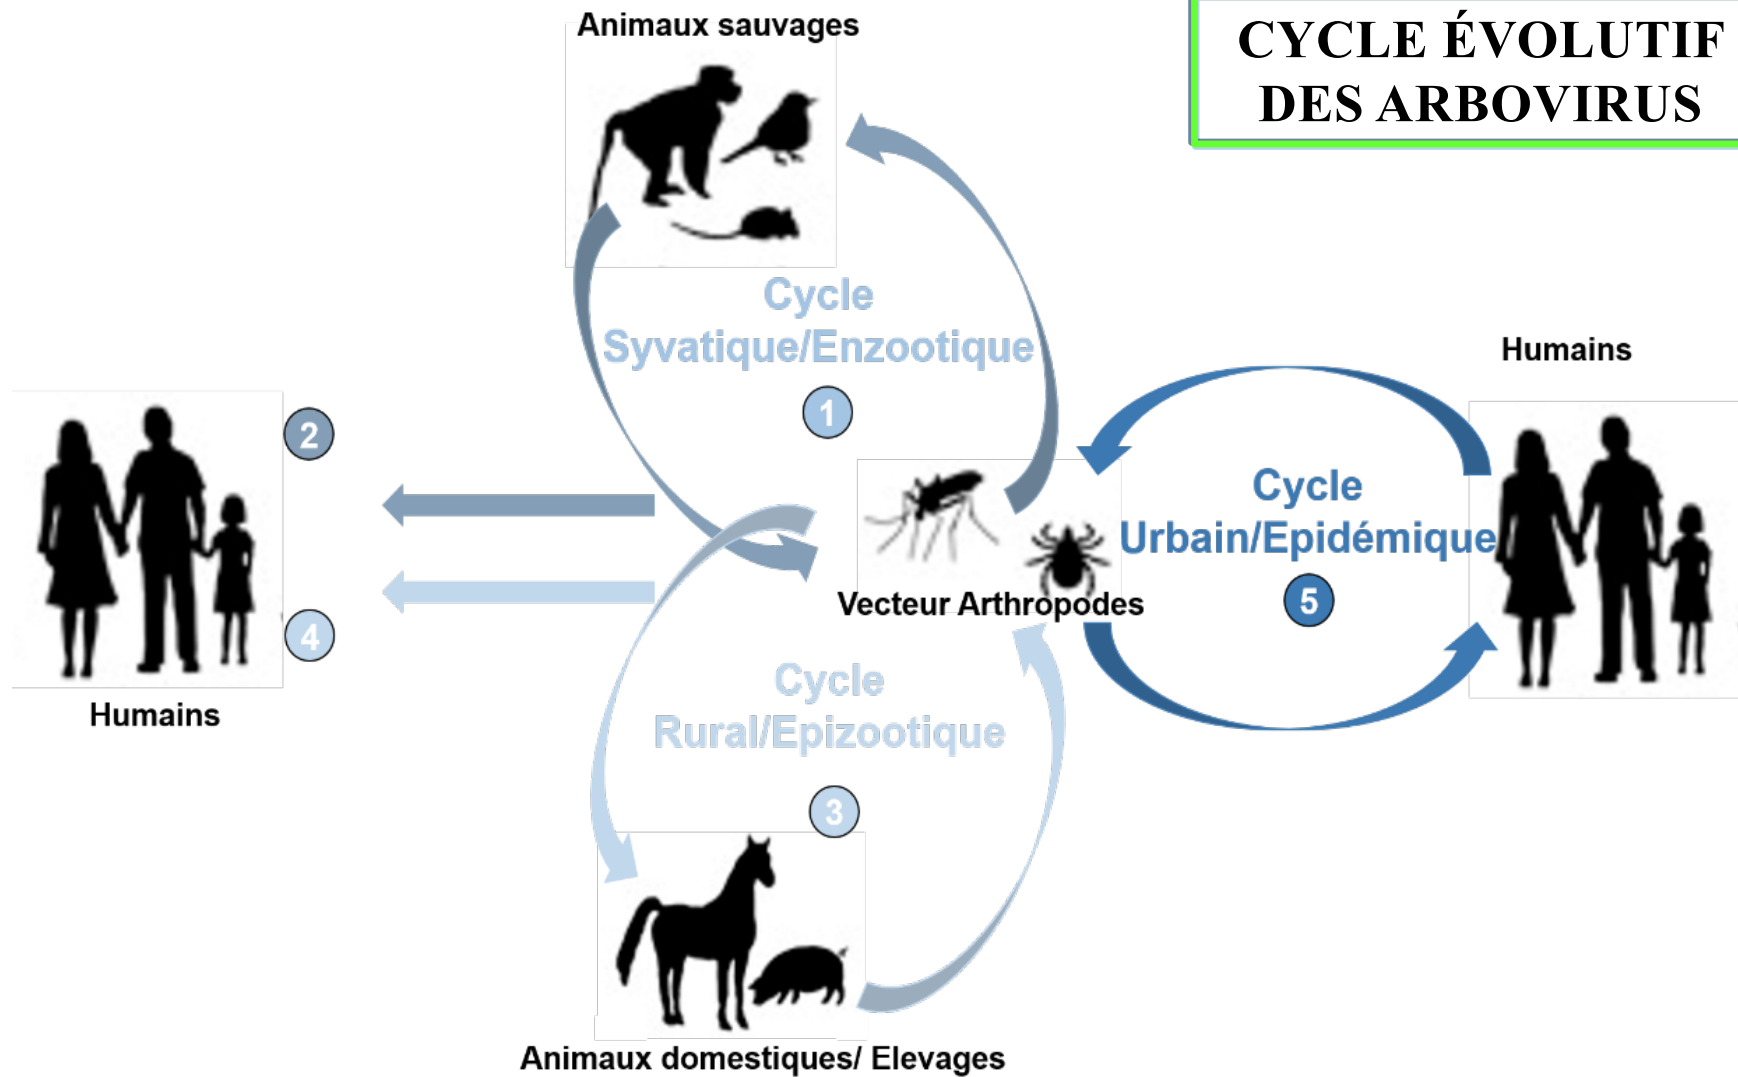 CYCLE ÉVOLUTIF
DES ARBOVIRUS
Animaux sauvages
Cycle
Syvatique/Enzootique
1
Humains
2
Cycle
Urbain/Epidémique
5
Vecteur Arthropodes
4
Humains
Cycle
Rural/Epizootique
3
Animaux domestiques/ Elevages